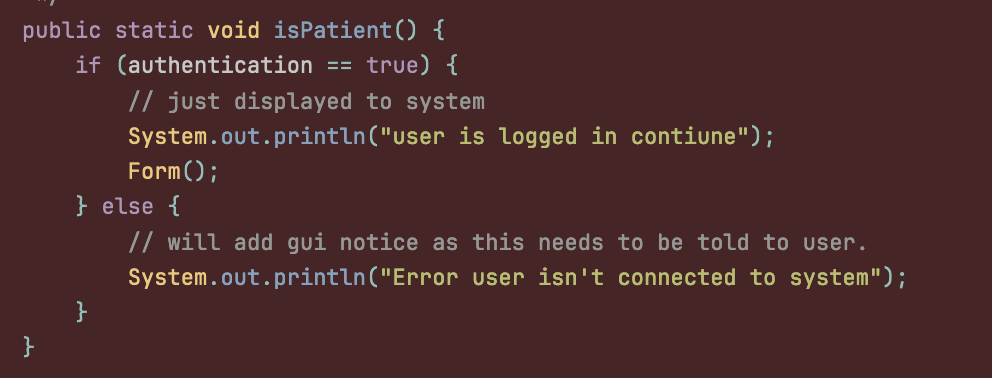 */
public static void isPatient() {
if (authentication == true) {
// just displayed to system
System.out.println("user is logged in contiune");
Form();
} else {
// will add gui notice as this needs to be told to user.
System.out.println("Error user isn't connected to system");
}
}